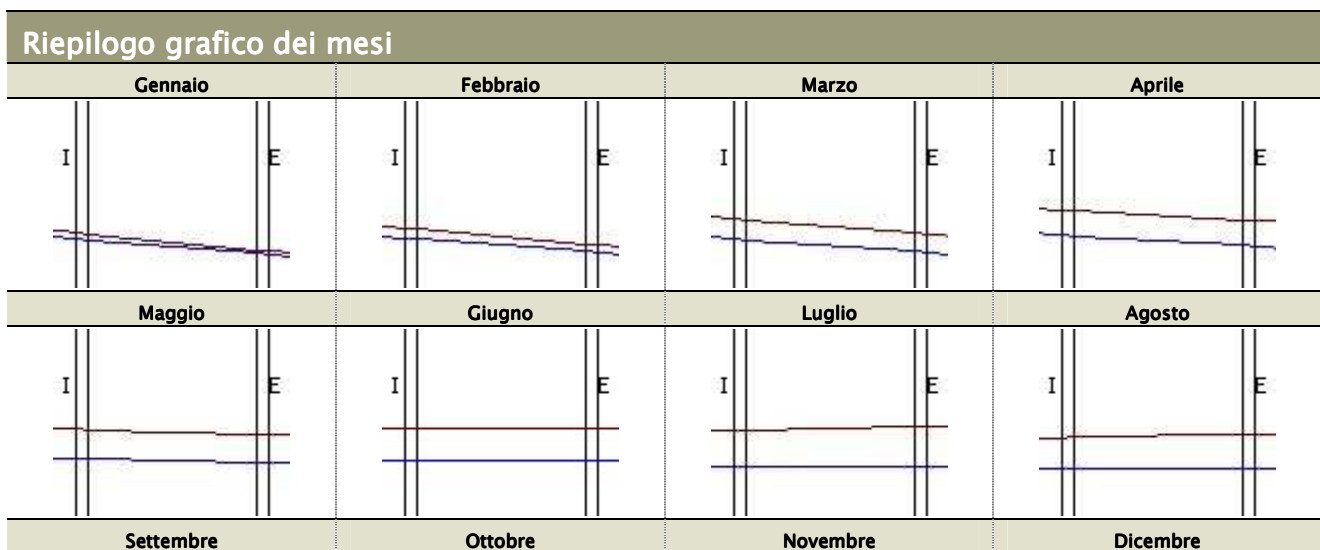 Riepilogo grafico dei mesi
Gennaio Febbraio Marzo Aprile
I E I E I E I E
Maggio Giugno Luglio Agosto
I E I E I E I E
Settembre Ottobre Novembre Dicembre